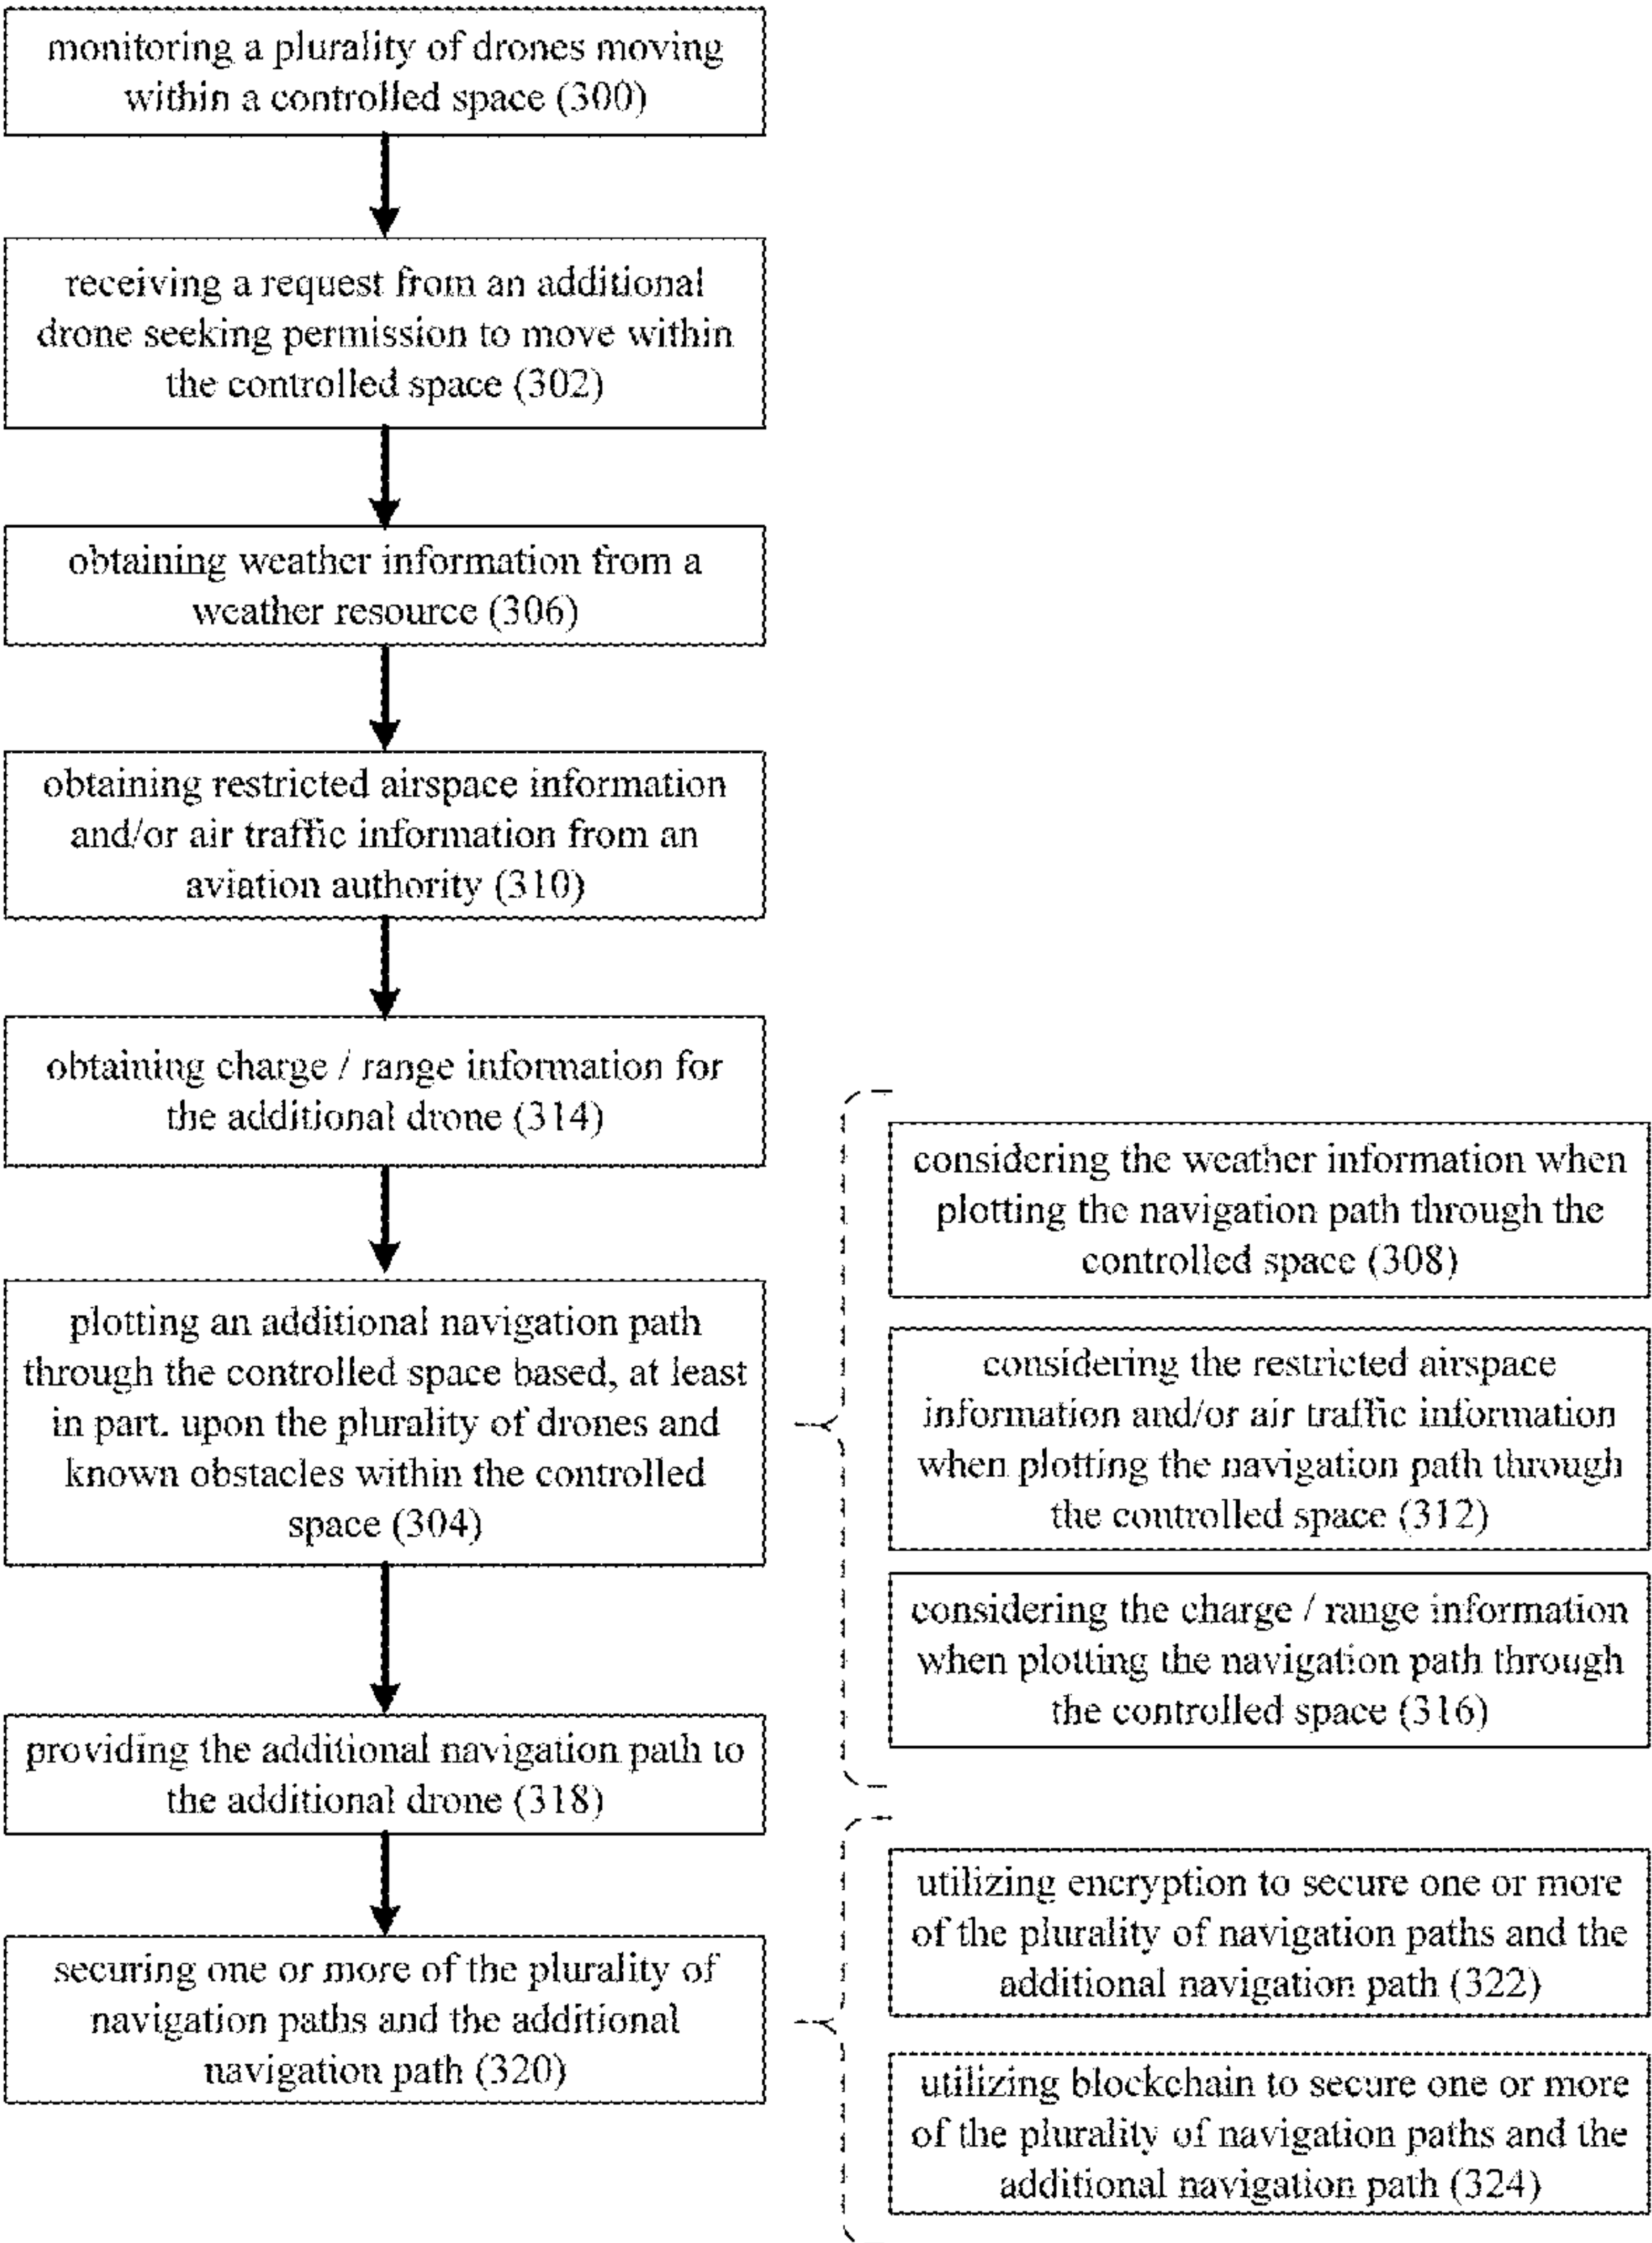 monitoring a plurality of drones moving
within a controlled space (300)
receiving a request from an additional
drone seeking permission to move within
the controlled space (302)
obtaining weather information from a
weather resource (306)
obtaining restricted airspace information
and/or air traffic information from an
aviation authority (310)
obtaining charge / range information for
the additional drone (314)
plotting an additional navigation path
through the controlled space based, at least
in part. upon the plurality of drones and
known obstacles within the controlled
space (304)
considering the weather information when
plotting the navigation path through the
controlled space (308)
considering the restricted airspace
information and/or air traffic information
when plotting the navigation path through
the controlled space (312)
considering the charge / range information
when plotting the navigation path through
the controlled space (316)
providing the additional navigation path to
the additional drone (318)
securing one or more of the plurality of
navigation paths and the additional
navigation path (320)
utilizing encryption to secure one or more
of the plurality of navigation paths and the
additional navigation path (322)
utilizing blockchain to secure one or more
of the plurality of navigation paths and the
additional navigation path (324)